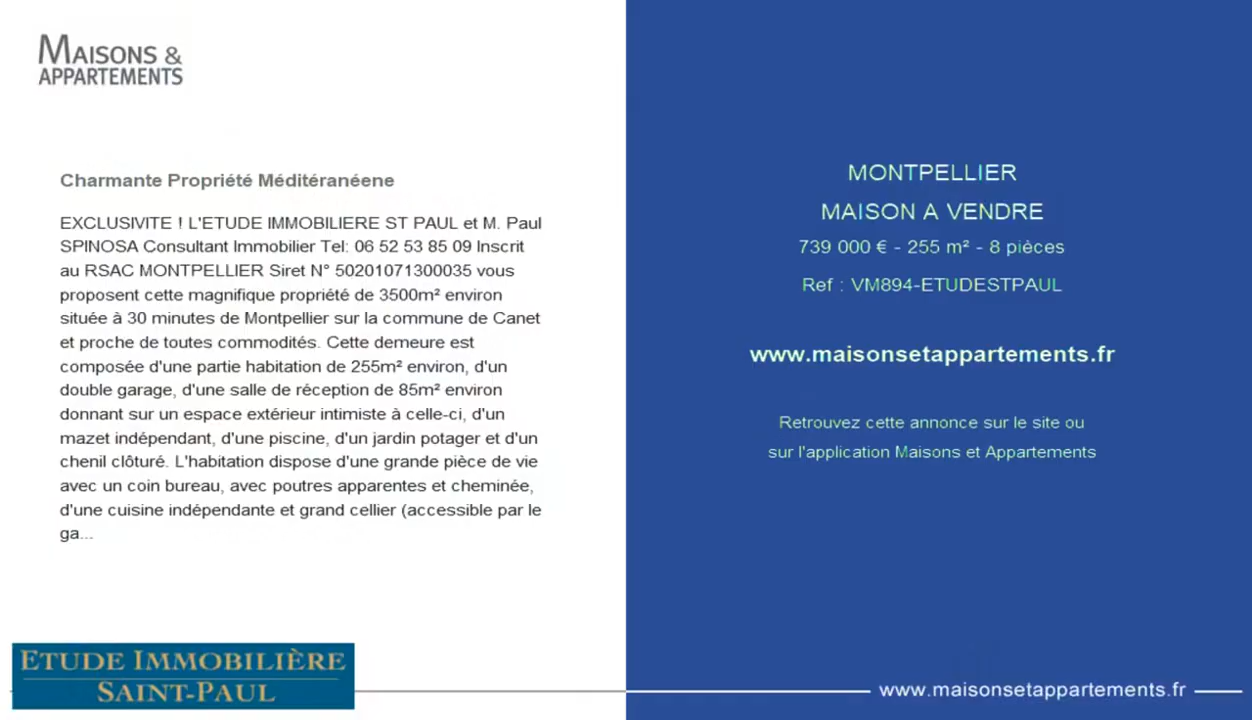 MAISONS &
APPARTEMENTS
Charmante Propriété Méditéranéene
EXCLUSIVITE ! L'ETUDE IMMOBILIERE ST PAUL et M. Paul
SPINOSA Consultant Immobilier Tel: 06 52 53 85 09 Inscrit
au RSAC MONTPELLIER Siret N° 50201071300035 vous
proposent cette magnifique propriété de 3500m² environ
située à 30 minutes de Montpellier sur la commune de Canet
et proche de toutes commodités. Cette demeure est
composée d'une partie habitation de 255m² environ, d'un
double garage, d'une salle de réception de 85m² environ
donnant sur un espace extérieur intimiste à celle-ci, d'un
mazet indépendant, d'une piscine, d'un jardin potager et d'un
chenil clôturé. L'habitation dispose d'une grande pièce de vie
avec un coin bureau, avec poutres apparentes et cheminée,
d'une cuisine indépendante et grand cellier (accessible par le
ga...
ETUDE IMMOBILIÈRE
SAINT-PAUL
MONTPELLIER
MAISON A VENDRE
739 000 € - 255 m² - 8 pièces
Ref : VM894-ETUDESTPAUL
www.maisonsetappartements.fr
Retrouvez cette annonce sur le site ou
sur l'application Maisons et Appartements
www.maisonsetappartements.fr